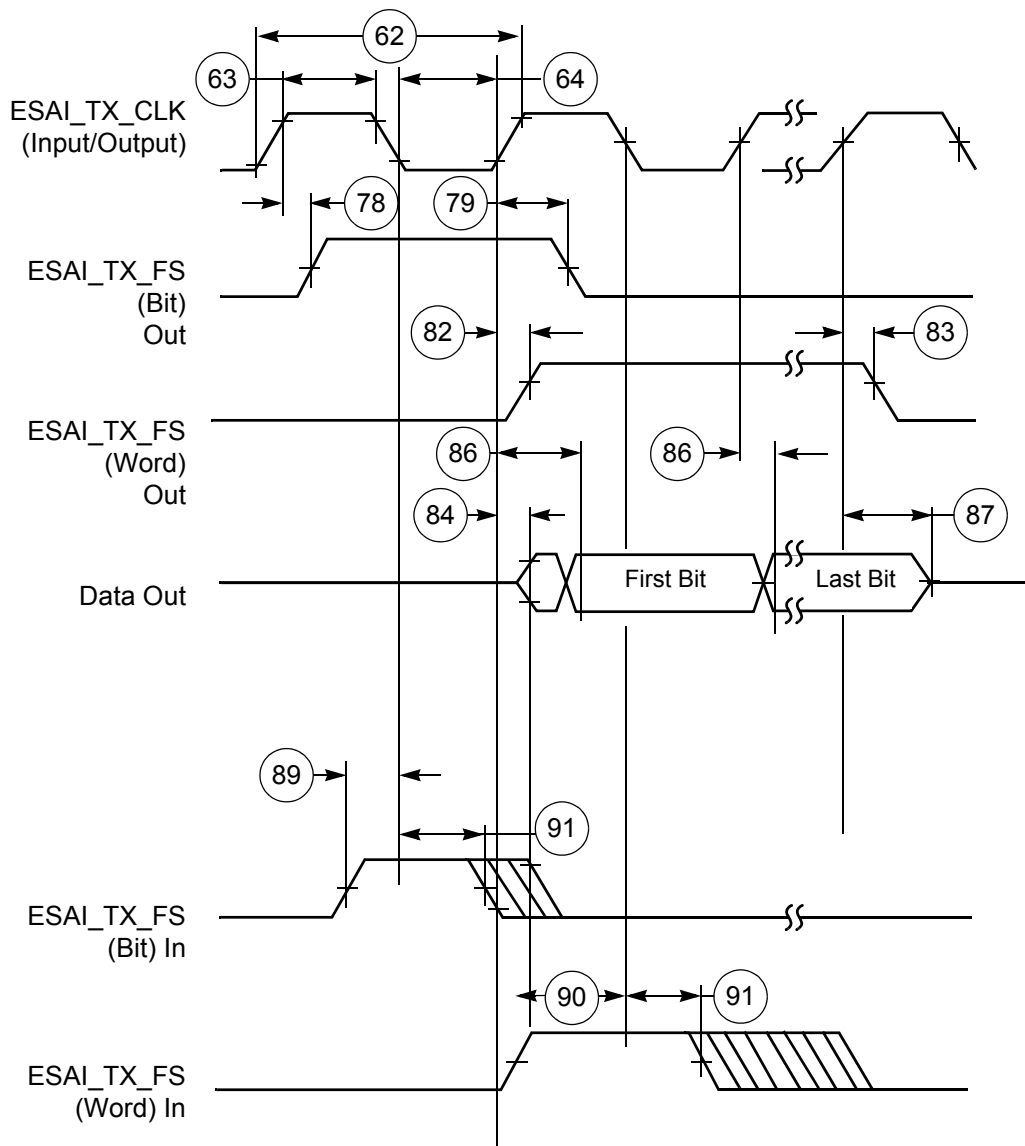 62
63
64
ESAI_TX_CLK
(Input/Output)
78
79
ESAI_TX_FS
(Bit)
Out
82
83
ESAI_TX_FS
(Word)
Out
86
86
84
87
Data Out
First Bit
Last Bit
89
91
ESAI_TX_FS
(Bit) In
90
91
ESAI_TX_FS
(Word) In